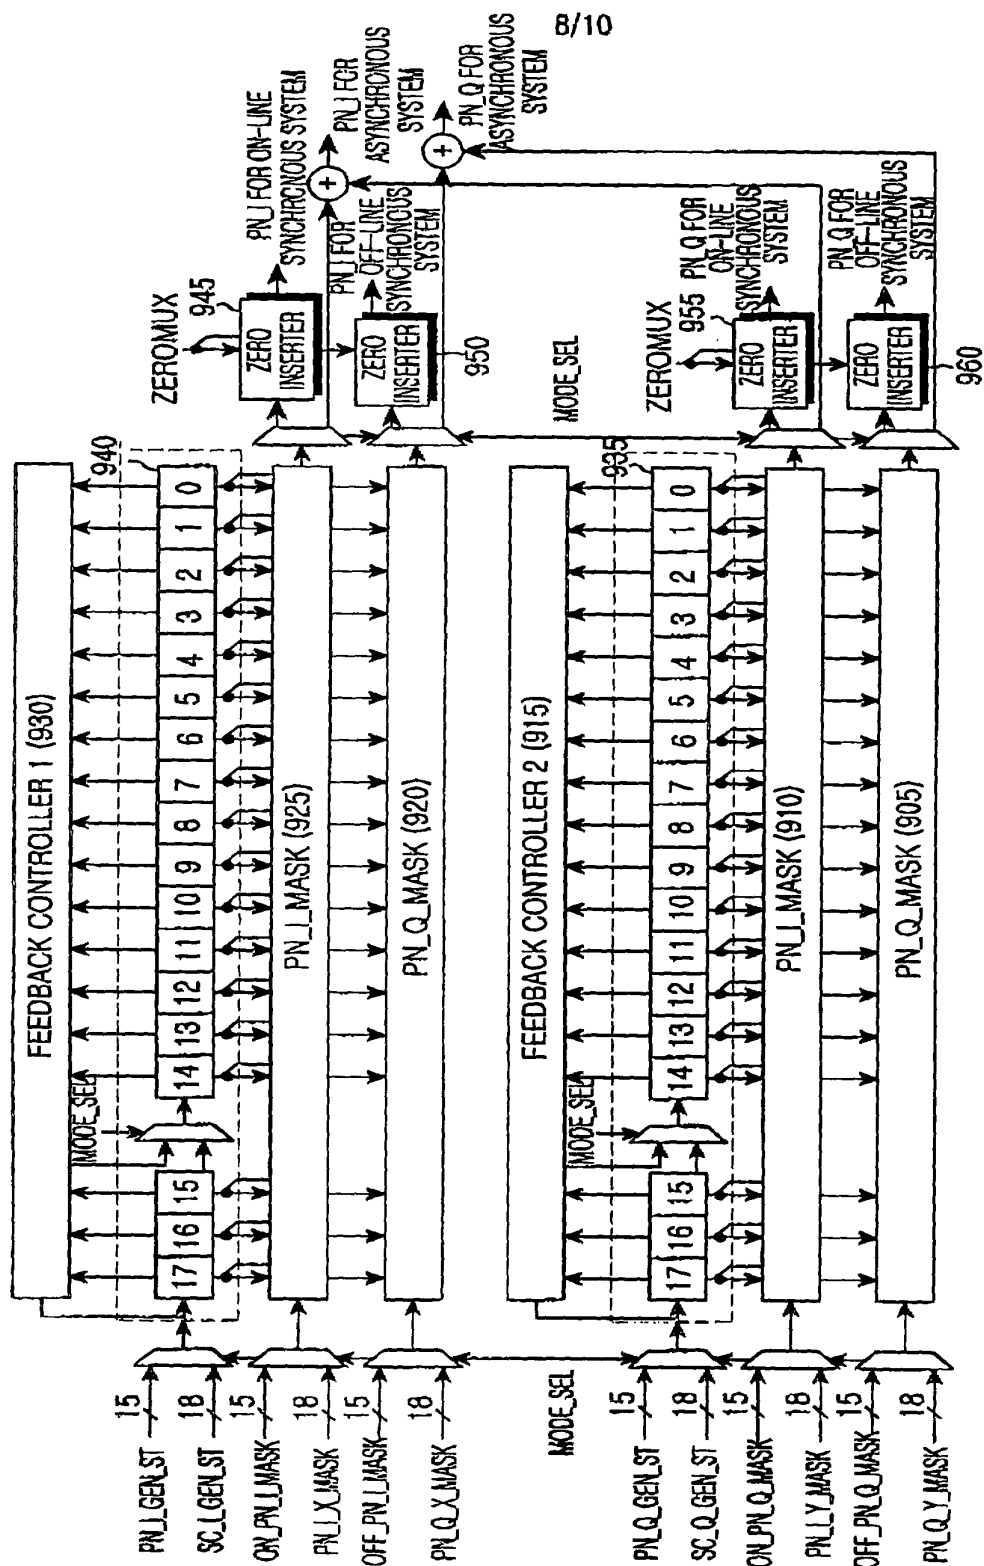 8/10
PN_I FOR ON-LINE
SYNCHRONOUS SYSTEM
PN_I FOR
ASYNCHRONOUS
SYSTEM
PN_Q FOR
ASYNCHRONOUS
SYSTEM
ZEROMUX
945
ZERO
INSERTER
PN_I FOR
OFF-LINE
SYNCHRONOUS
SYSTEM
ZERO
INSERTER
950
MODE_SEL
ZEROMUX
955
ZERO
INSERTER
PN_Q FOR
ON-LINE
SYNCHRONOUS
SYSTEM
ZERO
INSERTER
960
PN_Q FOR
OFF-LINE
SYNCHRONOUS
SYSTEM
FEEDBACK CONTROLLER 1 (930)
940
MODE_SEL
17 16 15 14 13 12 11 10 9 8 7 6 5 4 3 2 1 0
PN_I_MASK (925)
PN_Q_MASK (920)
FEEDBACK CONTROLLER 2 (915)
935
MODE_SEL
17 16 15 14 13 12 11 10 9 8 7 6 5 4 3 2 1 0
PN_I_MASK (910)
PN_Q_MASK (905)
PN_I_GEN_ST 15
SC_I_GEN_ST 18
ON_PN_I_MASK 15
PN_I_X_MASK 18
OFF_PN_I_MASK 15
PN_Q_X_MASK 18
MODE_SEL
PN_Q_GEN_ST 15
SC_Q_GEN_ST 18
ON_PN_Q_MASK 15
PN_I_Y_MASK 18
OFF_PN_Q_MASK 15
PN_Q_Y_MASK 18